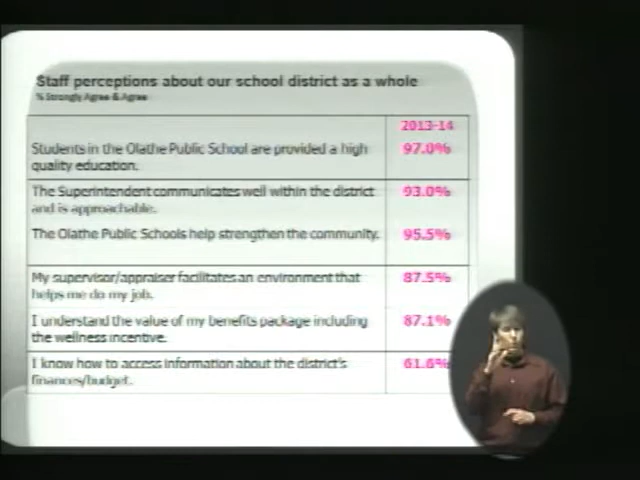 Staff perceptions about our school district as a whole
% Strongly Agree & Agree
2013-14
Students in the Olathe Public School are provided a high 97.0%
quality education.
The Superintendent communicates well within the district 93.0%
and is approachable.
The Olathe Public Schools help strengthen the community. 95.5%
My supervisor/appraiser facilitates an environment that 87.5%
helps me do my job.
I understand the value of my benefits package including 87.1%
the wellness incentive.
I know how to access information about the district's 61.6%
finances/budget.